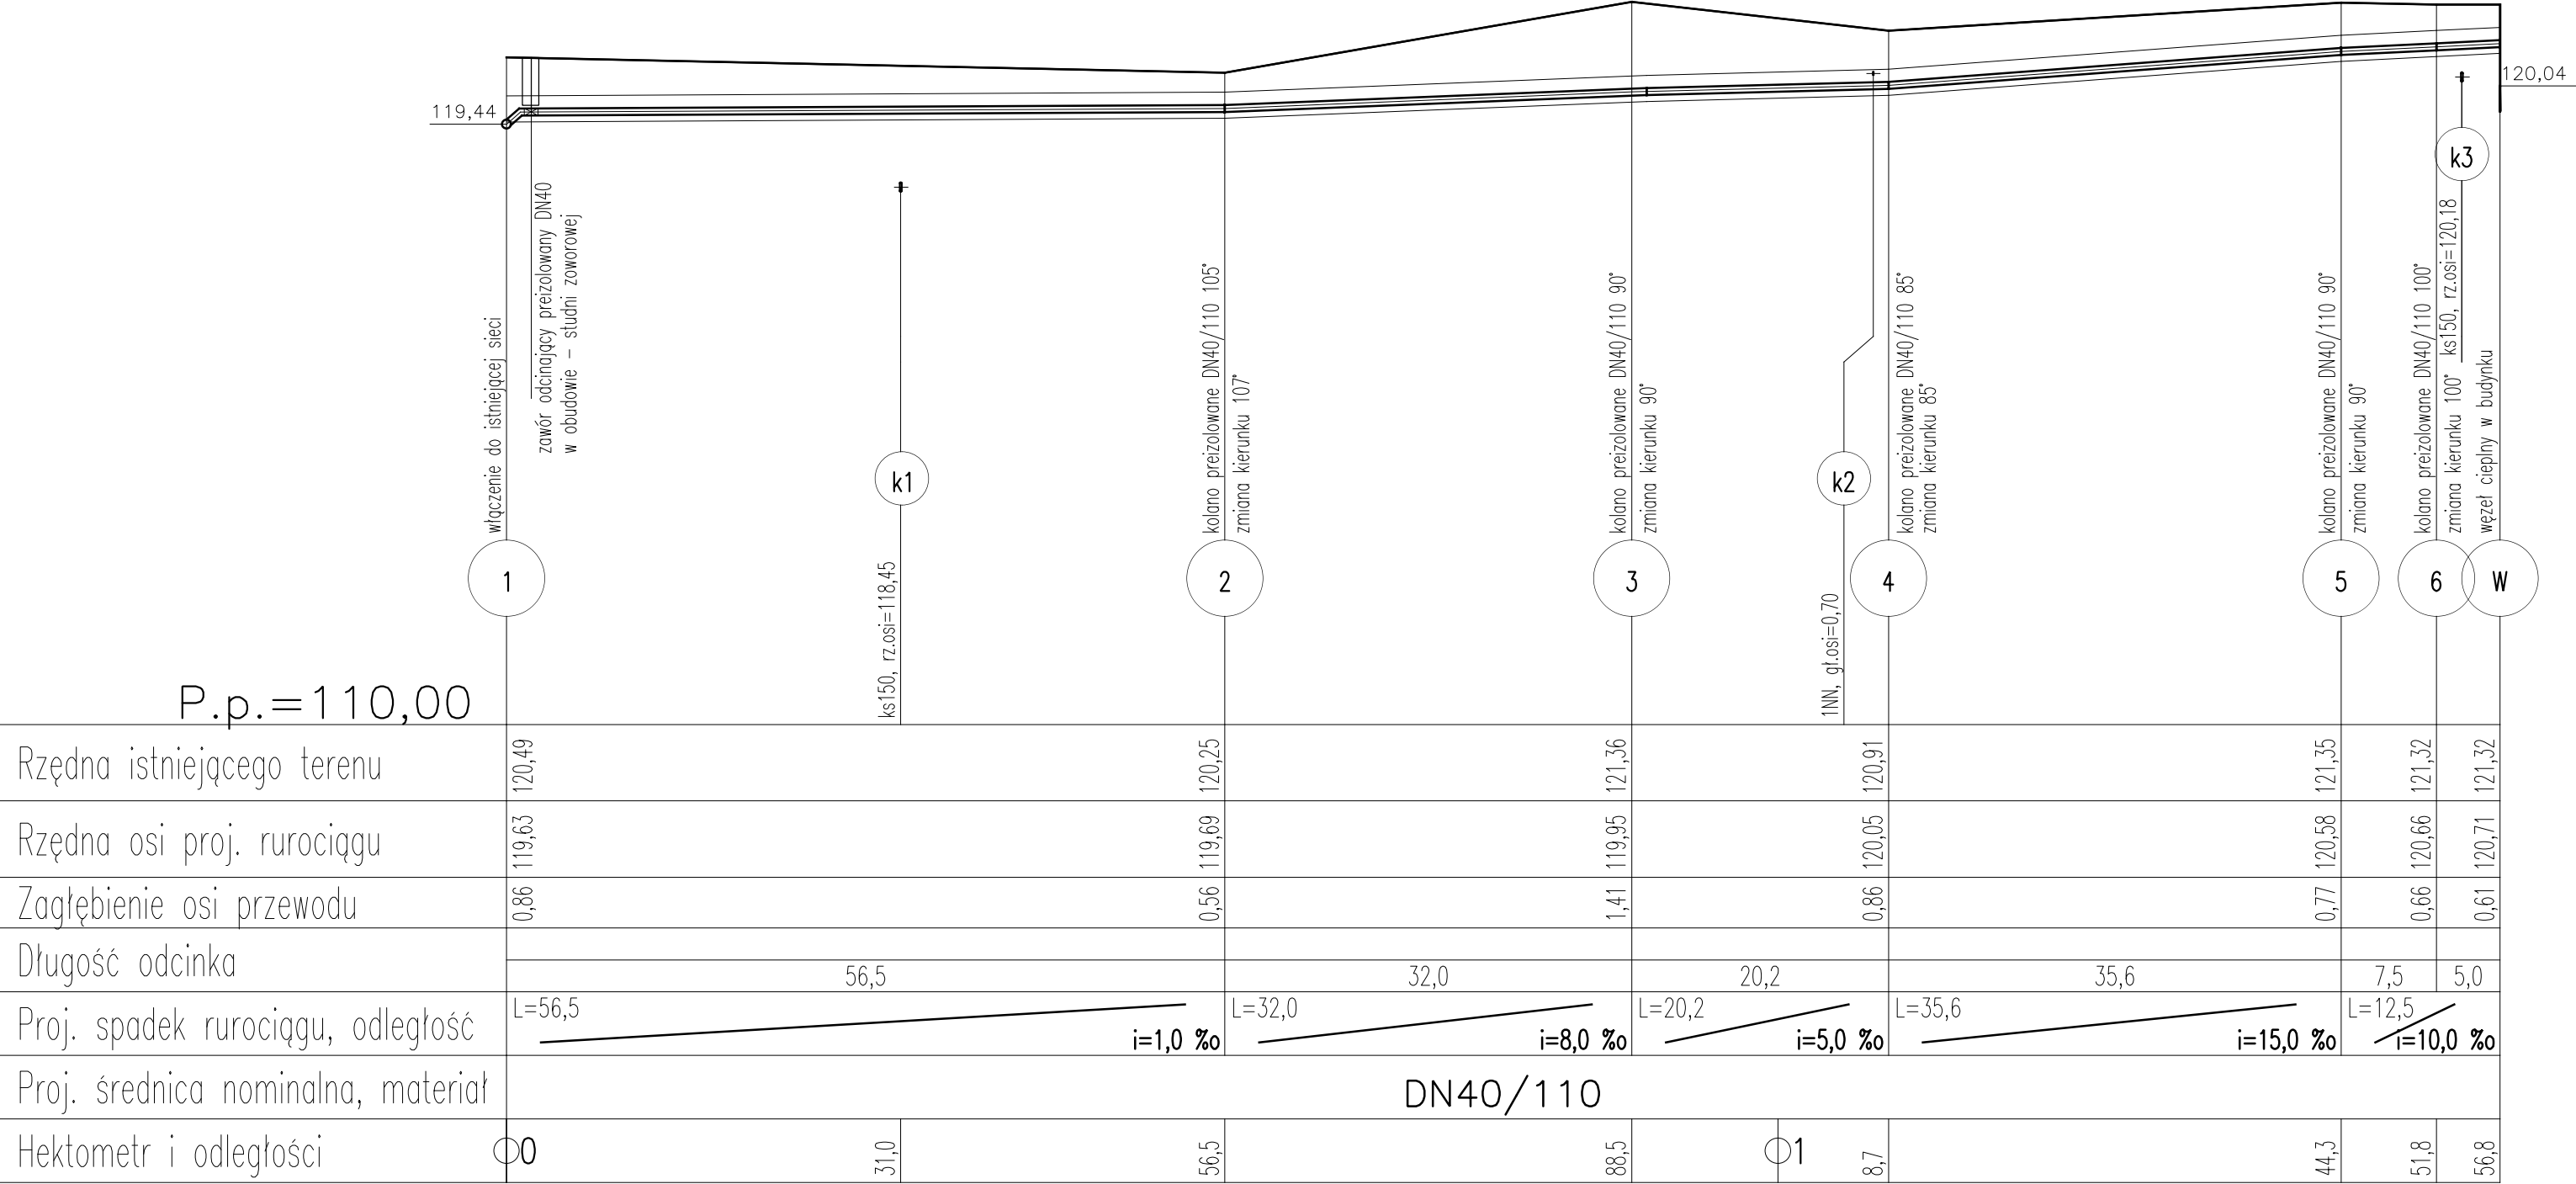 119,44
120,04
włączenie do istniejącej sieci
zawór odcinający preizolowany DN40
w obudowie – studni zoworowej
ks150, rz.osi=118,45
kolano preizolowane DN40/110 105°
zmiana kierunku 107°
kolano preizolowane DN40/110 90°
zmiana kierunku 90°
1NN, gł.osi=0,70
kolano preizolowane DN40/110 85°
zmiana kierunku 85°
kolano preizolowane DN40/110 90°
zmiana kierunku 90°
kolano preizolowane DN40/110 100°
zmiana kierunku 100°
ks150, rz.osi=120,18
węzeł cieplny w budynku
k1
k2
k3
1
2
3
4
5
6
W
P.p.=110,00
Rzędna istniejącego terenu 120,49 120,25 121,36 120,91 121,35 121,32 121,32
Rzędna osi proj. rurociągu 119,63 119,69 119,95 120,05 120,58 120,66 120,71
Zagłębienie osi przewodu 0,86 0,56 1,41 0,86 0,77 0,66 0,61
Długość odcinka 56,5 32,0 20,2 35,6 7,5 5,0
Proj. spadek rurociągu, odległość
L=56,5 i=1,0 ‰
L=32,0 i=8,0 ‰
L=20,2 i=5,0 ‰
L=35,6 i=15,0 ‰
L=12,5 i=10,0 ‰
Proj. średnica nominalna, materiał DN40/110
Hektometr i odległości 0 31,0 56,5 88,5 1 8,7 44,3 51,8 56,8